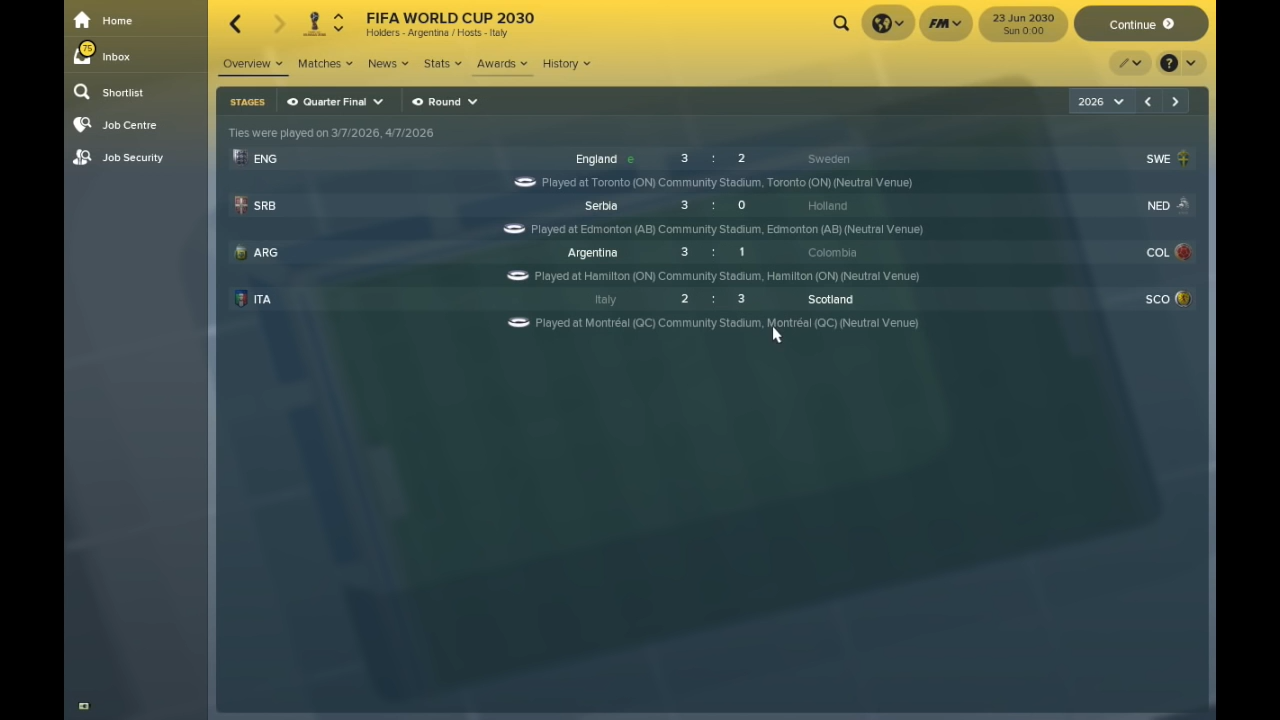 Home
75
Inbox
Shortlist
Job Centre
Job Security
FIFA WORLD CUP 2030
Holders - Argentina / Hosts - Italy
FM
23 Jun 2030
Sun 0:00
Continue
Overview Matches News Stats Awards History
?
STAGES Quarter Final Round 2026
Ties were played on 3/7/2026, 4/7/2026
ENG England e 3 : 2 Sweden SWE
Played at Toronto (ON) Community Stadium, Toronto (ON) (Neutral Venue)
SRB Serbia 3 : 0 Holland NED
Played at Edmonton (AB) Community Stadium, Edmonton (AB) (Neutral Venue)
ARG Argentina 3 : 1 Colombia COL
Played at Hamilton (ON) Community Stadium, Hamilton (ON) (Neutral Venue)
ITA Italy 2 : 3 Scotland SCO
Played at Montréal (QC) Community Stadium, Montréal (QC) (Neutral Venue)